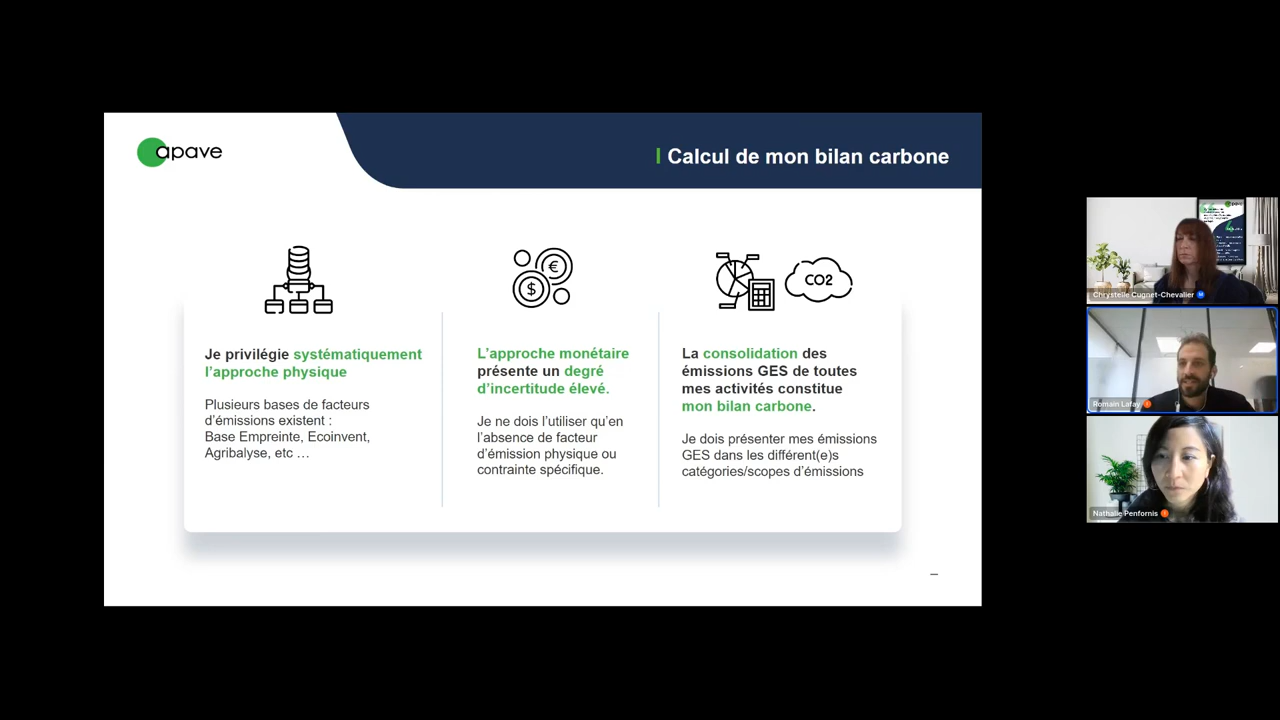 apave
Calcul de mon bilan carbone
€
$
CO2
Je privilégie systématiquement
l’approche physique
Plusieurs bases de facteurs
d’émissions existent :
Base Empreinte, Ecoinvent,
Agribalyse, etc …
L’approche monétaire
présente un degré
d’incertitude élevé.
Je ne dois l’utiliser qu’en
l’absence de facteur
d’émission physique ou
contrainte spécifique.
La consolidation des
émissions GES de toutes
mes activités constitue
mon bilan carbone.
Je dois présenter mes émissions
GES dans les différent(e)s
catégories/scopes d’émissions
apave
Chrystelle Cugnet-Chevalier
Romain Lafay
Nathalie Penfornis